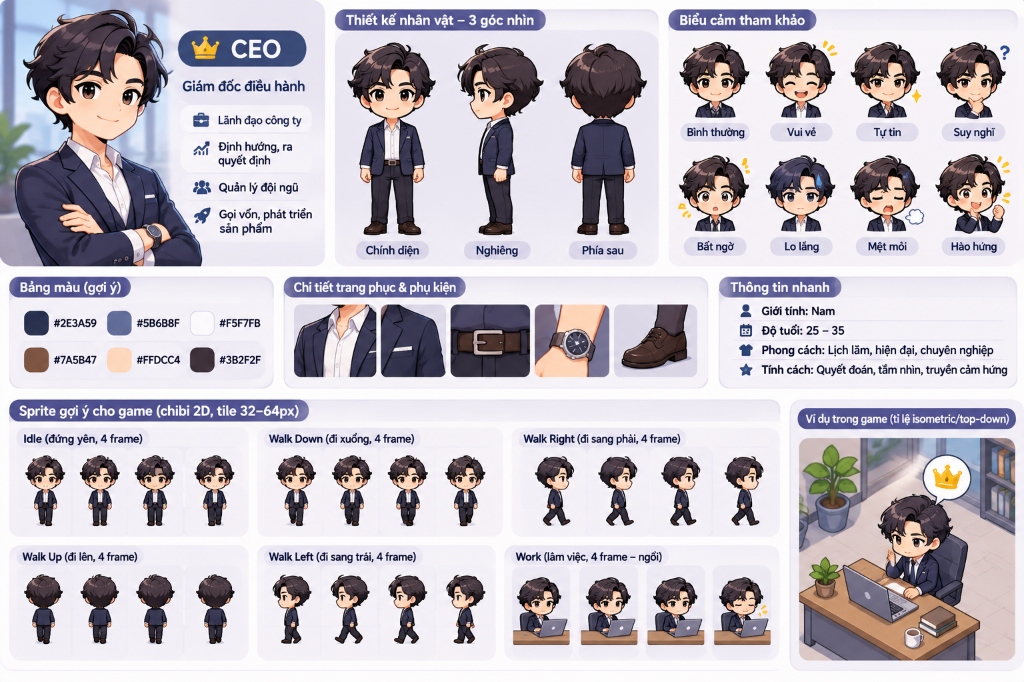 CEO
Giám đốc điều hành
Lãnh đạo công ty
Định hướng, ra
quyết định
Quản lý đội ngũ
Gọi vốn, phát triển
sản phẩm
Thiết kế nhân vật – 3 góc nhìn
Chính diện
Nghiêng
Phía sau
Biểu cảm tham khảo
?
Bình thường
Vui vẻ
Tự tin
Suy nghĩ
Bất ngờ
Lo lắng
Mệt mỏi
Hào hứng
Bảng màu (gợi ý)
#2E3A59
#5B6B8F
#F5F7FB
#7A5B47
#FFDCC4
#3B2F2F
Chi tiết trang phục & phụ kiện
Thông tin nhanh
Giới tính: Nam
Độ tuổi: 25 – 35
Phong cách: Lịch lãm, hiện đại, chuyên nghiệp
Tính cách: Quyết đoán, tầm nhìn, truyền cảm hứng
Sprite gợi ý cho game (chibi 2D, tile 32–64px)
Idle (đứng yên, 4 frame)
Walk Down (đi xuống, 4 frame)
Walk Right (đi sang phải, 4 frame)
Walk Up (đi lên, 4 frame)
Walk Left (đi sang trái, 4 frame)
Work (làm việc, 4 frame – ngồi)
Ví dụ trong game (tỉ lệ isometric/top-down)